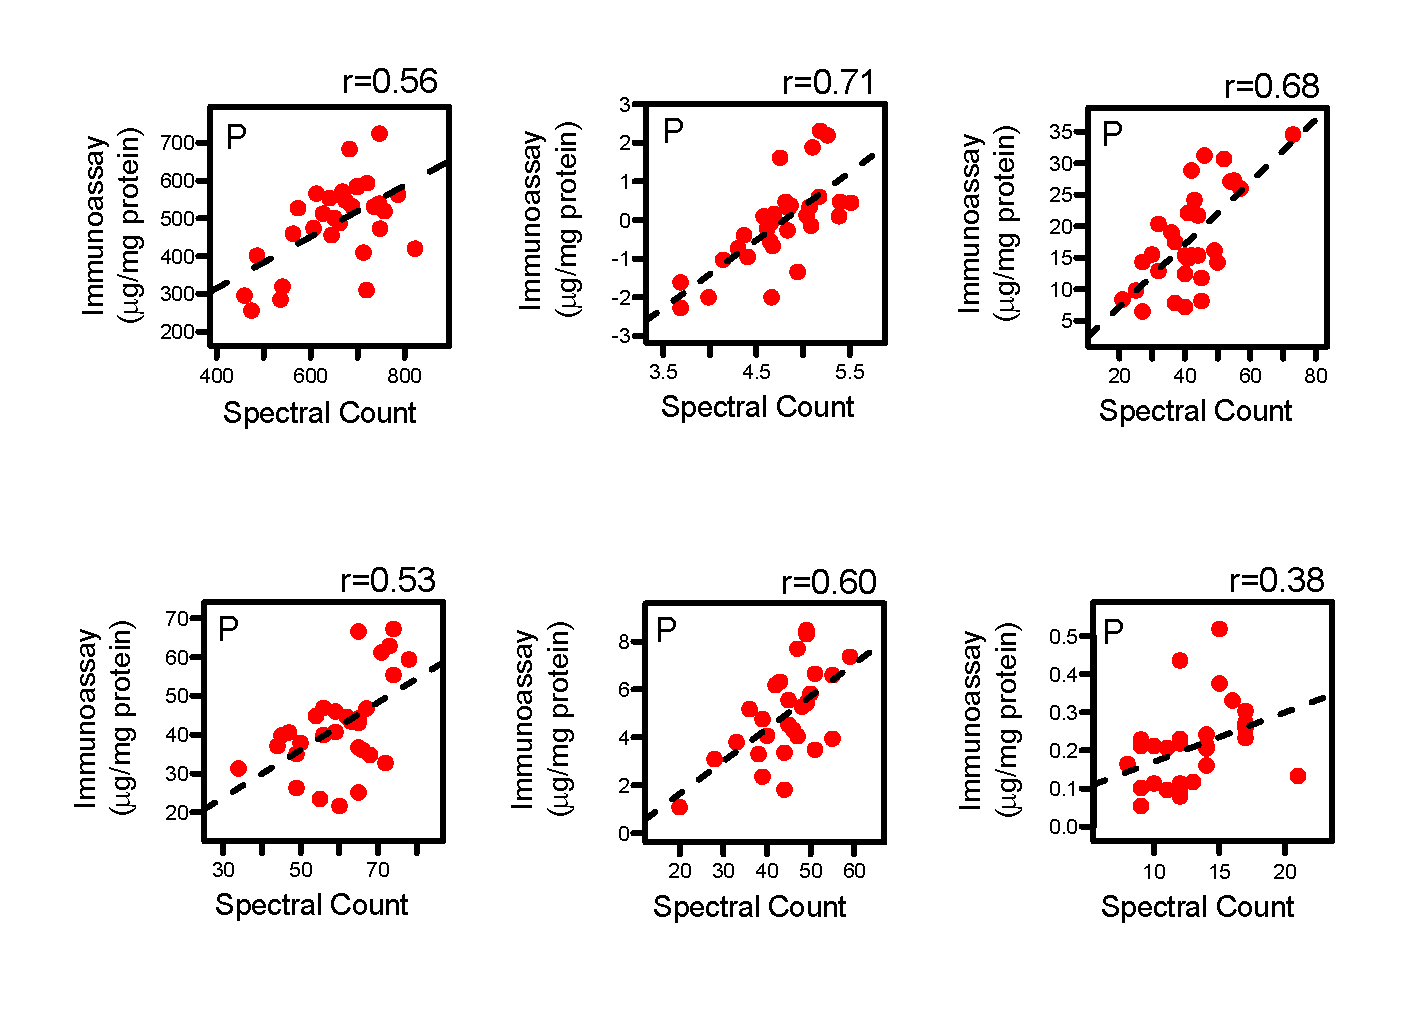 r=0.56
P
Immunoassay
(μg/mg protein)
700
600
500
400
300
200
400
600
800
Spectral Count
r=0.71
P
Immunoassay
(μg/mg protein)
3
2
1
0
-1
-2
-3
3.5
4.5
5.5
Spectral Count
r=0.68
P
Immunoassay
(μg/mg protein)
35
30
25
20
15
10
5
20
40
60
80
Spectral Count
r=0.53
P
Immunoassay
(μg/mg protein)
70
60
50
40
30
20
30
50
70
Spectral Count
r=0.60
P
Immunoassay
(μg/mg protein)
8
6
4
2
0
20
30
40
50
60
Spectral Count
r=0.38
P
Immunoassay
(μg/mg protein)
0.5
0.4
0.3
0.2
0.1
0.0
10
15
20
Spectral Count